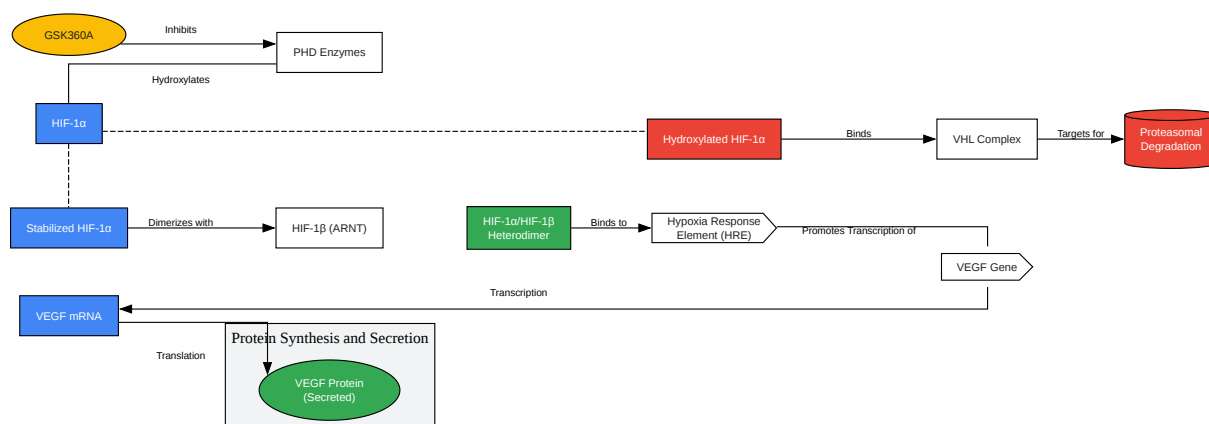 GSK360A
Inhibits
PHD Enzymes
Hydroxylates
HIF-1α
Hydroxylated HIF-1α
Binds
VHL Complex
Targets for
Proteasomal
Degradation
Stabilized HIF-1α
Dimerizes with
HIF-1β (ARNT)
HIF-1α/HIF-1β
Heterodimer
Binds to
Hypoxia Response
Element (HRE)
Promotes Transcription of
VEGF Gene
Transcription
VEGF mRNA
Translation
Protein Synthesis and Secretion
VEGF Protein
(Secreted)